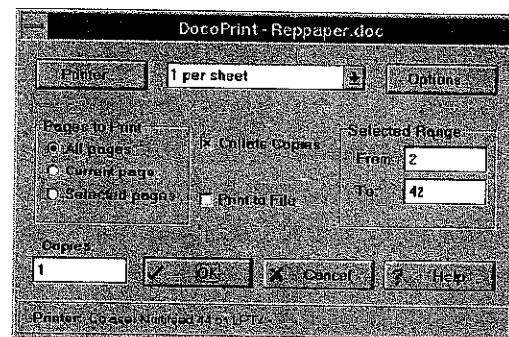 DocoPrint - Reppaper.doc
Printer
1 per sheet
Options
Pages to Print
All pages
Current page
Selected pages
Collate Copies
Print to File
Selected Range
From: 2
To: 42
Copies
1
OK
Cancel
Help
Printer: